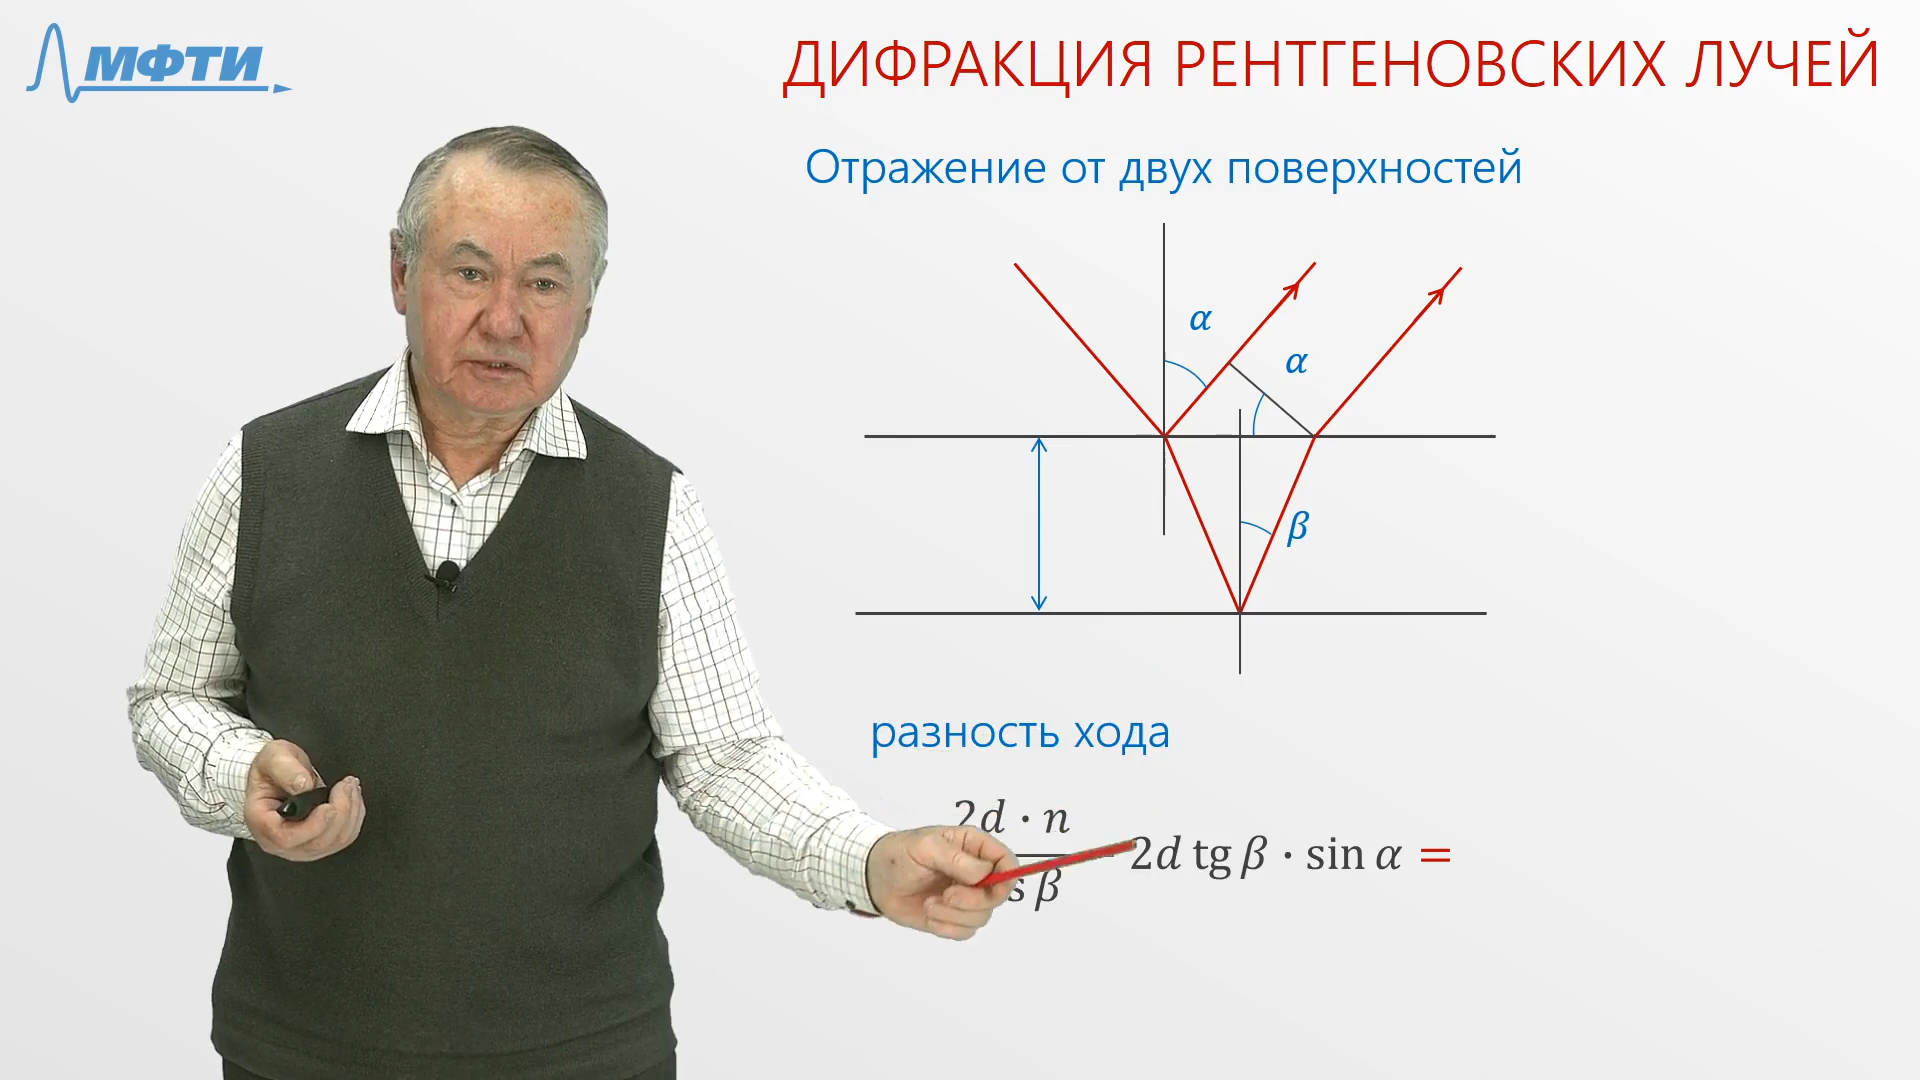 МФТИ
ДИФРАКЦИЯ РЕНТГЕНОВСКИХ ЛУЧЕЙ
Отражение от двух поверхностей
α
α
β
разность хода
2d · n
s β
2d tg β · sin α =